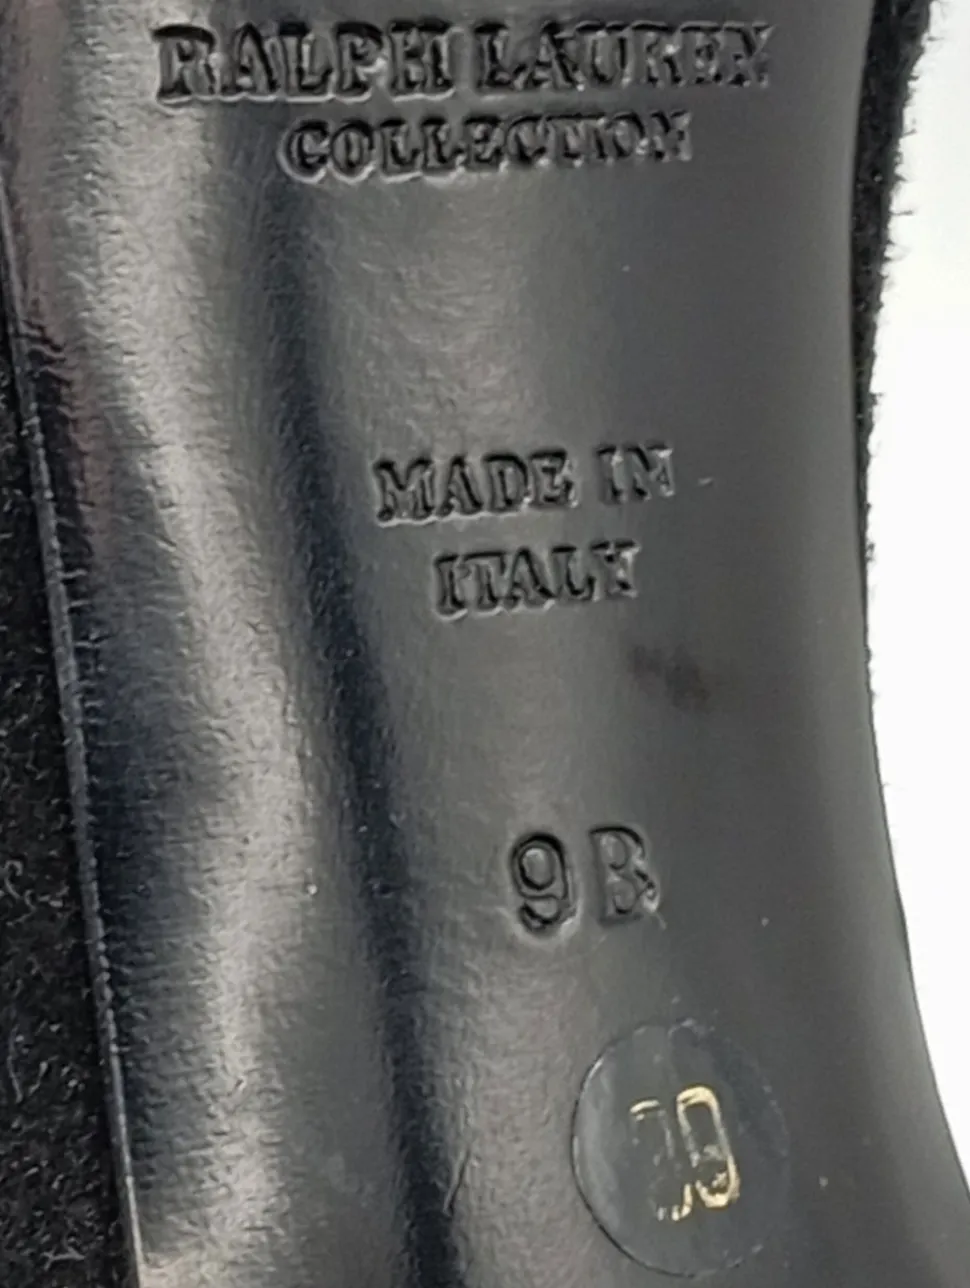 RALPH LAUREN
COLLECTION
MADE IN
ITALY
9B